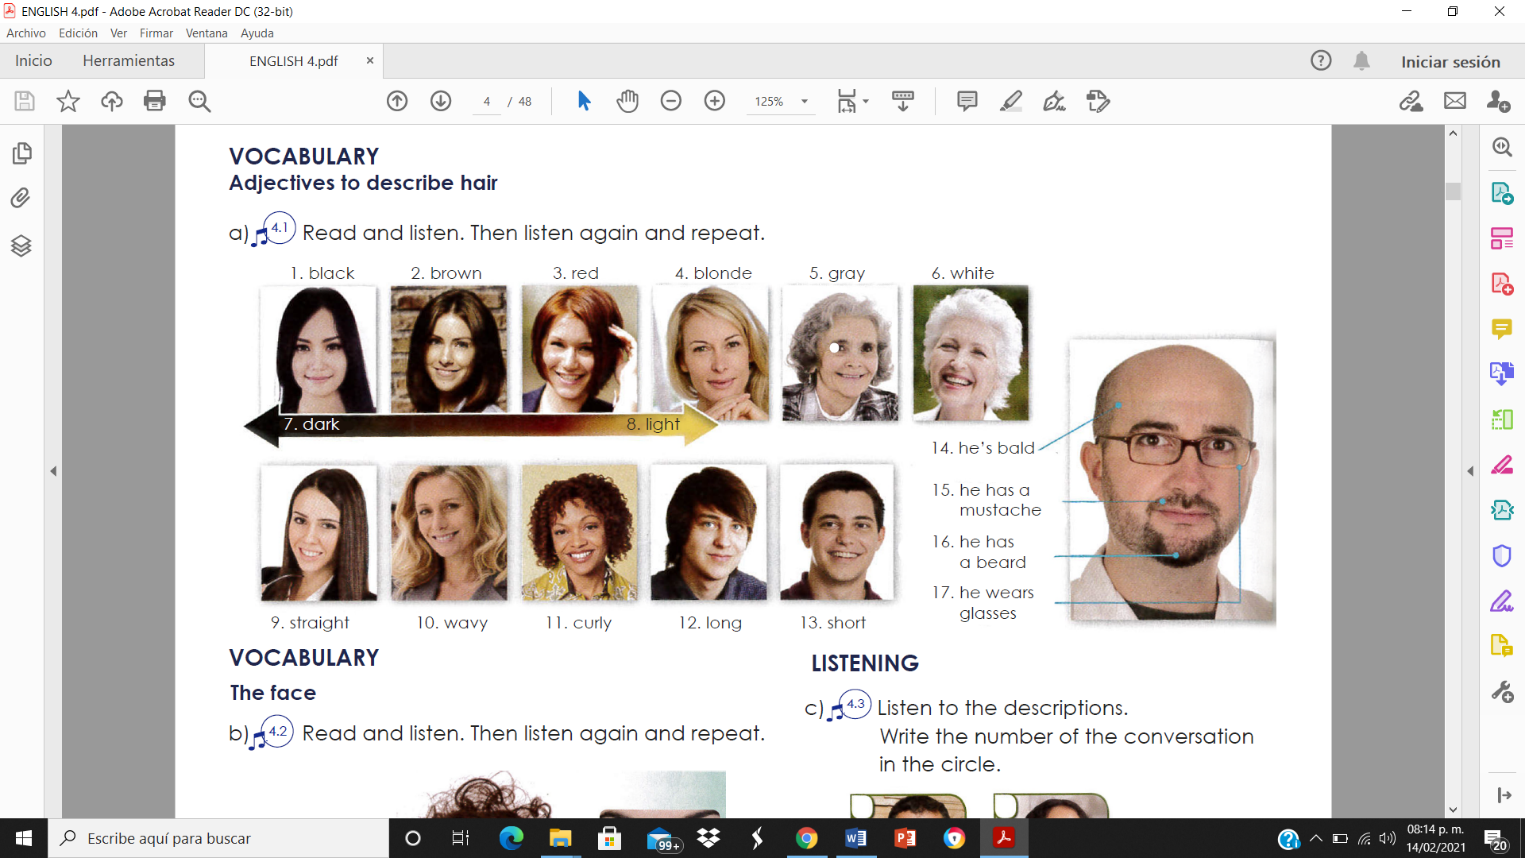 ENGLISH 4.pdf - Adobe Acrobat Reader DC (32-bit)
Archivo Edición Ver Firmar Ventana Ayuda
Inicio Herramientas ENGLISH 4.pdf × Iniciar sesión
4 / 48 125%
VOCABULARY
Adjectives to describe hair
a) 4.1 Read and listen. Then listen again and repeat.
1. black 2. brown 3. red 4. blonde 5. gray 6. white
7. dark 8. light
14. he's bald
15. he has a
mustache
16. he has
a beard
17. he wears
glasses
9. straight 10. wavy 11. curly 12. long 13. short
VOCABULARY
The face
b) 4.2 Read and listen. Then listen again and repeat.
LISTENING
c) 4.3 Listen to the descriptions.
Write the number of the conversation
in the circle.
Escribe aquí para buscar
99+
08:14 p. m.
14/02/2021
20